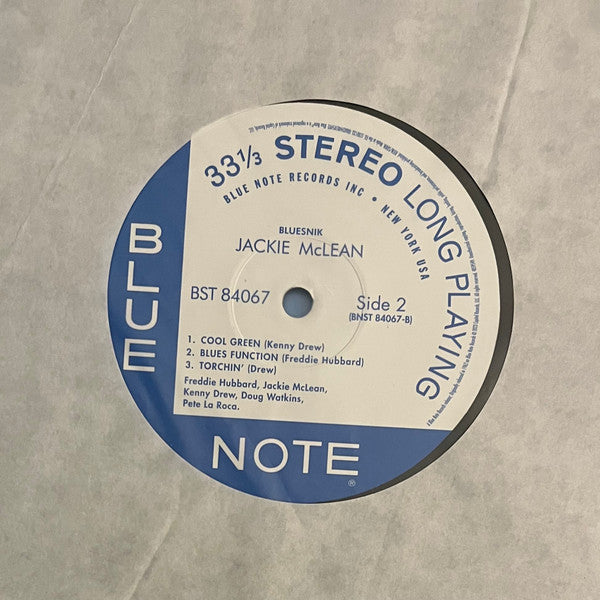 33 1/3 STEREO LONG PLAYING
BLUE NOTE RECORDS INC • NEW YORK USA
BLUESNIK
JACKIE McLEAN
BST 84067
Side 2
(BNST 84067-B)
1. COOL GREEN (Kenny Drew)
2. BLUES FUNCTION (Freddie Hubbard)
3. TORCHIN' (Drew)
Freddie Hubbard, Jackie McLean,
Kenny Drew, Doug Watkins,
Pete La Roca.
BLUE
NOTE®